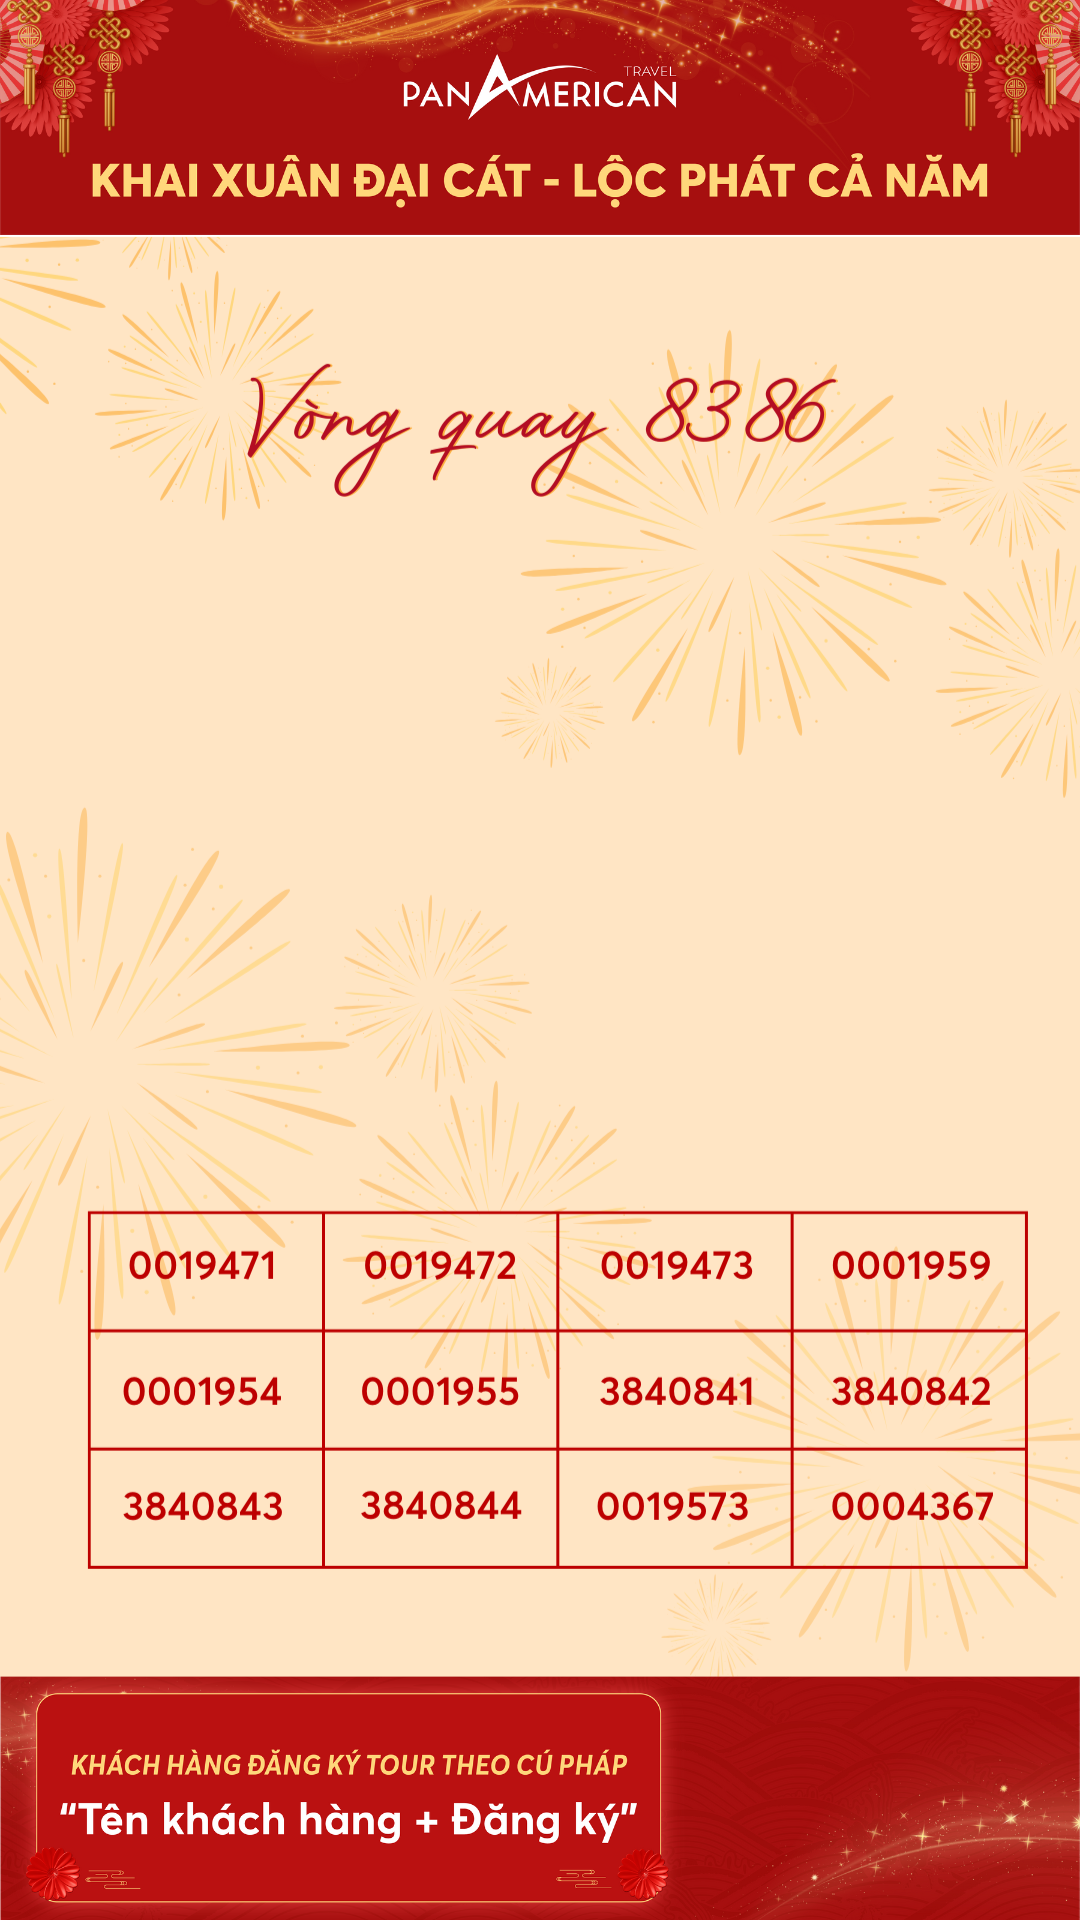 TRAVEL
PANAMERICAN
KHAI XUÂN ĐẠI CÁT - LỘC PHÁT CẢ NĂM
Vòng quay 8386
0019471 0019472 0019473 0001959
0001954 0001955 3840841 3840842
3840843 3840844 0019573 0004367
KHÁCH HÀNG ĐĂNG KÝ TOUR THEO CÚ PHÁP
“Tên khách hàng + Đăng ký”